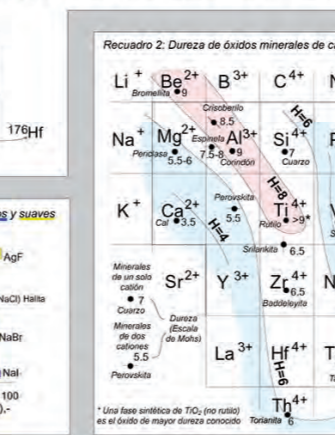 176Hf
s y suaves
AgF
NaCl) Halita
NaBr
NaI
100
),-
Recuadro 2: Dureza de óxidos minerales de c
Li + Be2+ B 3+ C 4+ N
Bromellita 9
Crisoberilo
8.5
H=6
Na + Mg2+ Espinela Al3+ Si4+
Periclasa 5.5-6 7.5-8 9 7
Corindón Cuarzo
H=8
K + Ca2+ Perovskita Ti 4+
Cal 3.5 5.5 Rutilo >9*
H=4
Srilankita 6.5
Minerales
de un solo
catión
7
Cuarzo
Minerales
de dos
cationes
5.5
Perovskita
Dureza
(Escala
de Mohs)
Sr2+ Y 3+ Zr4+ N
6.5
Baddeleyita
La3+ Hf4+ T
H=6
Th4+
Torianita 6
* Una fase sintética de TiO2 (no rutilo)
es el óxido de mayor dureza conocido